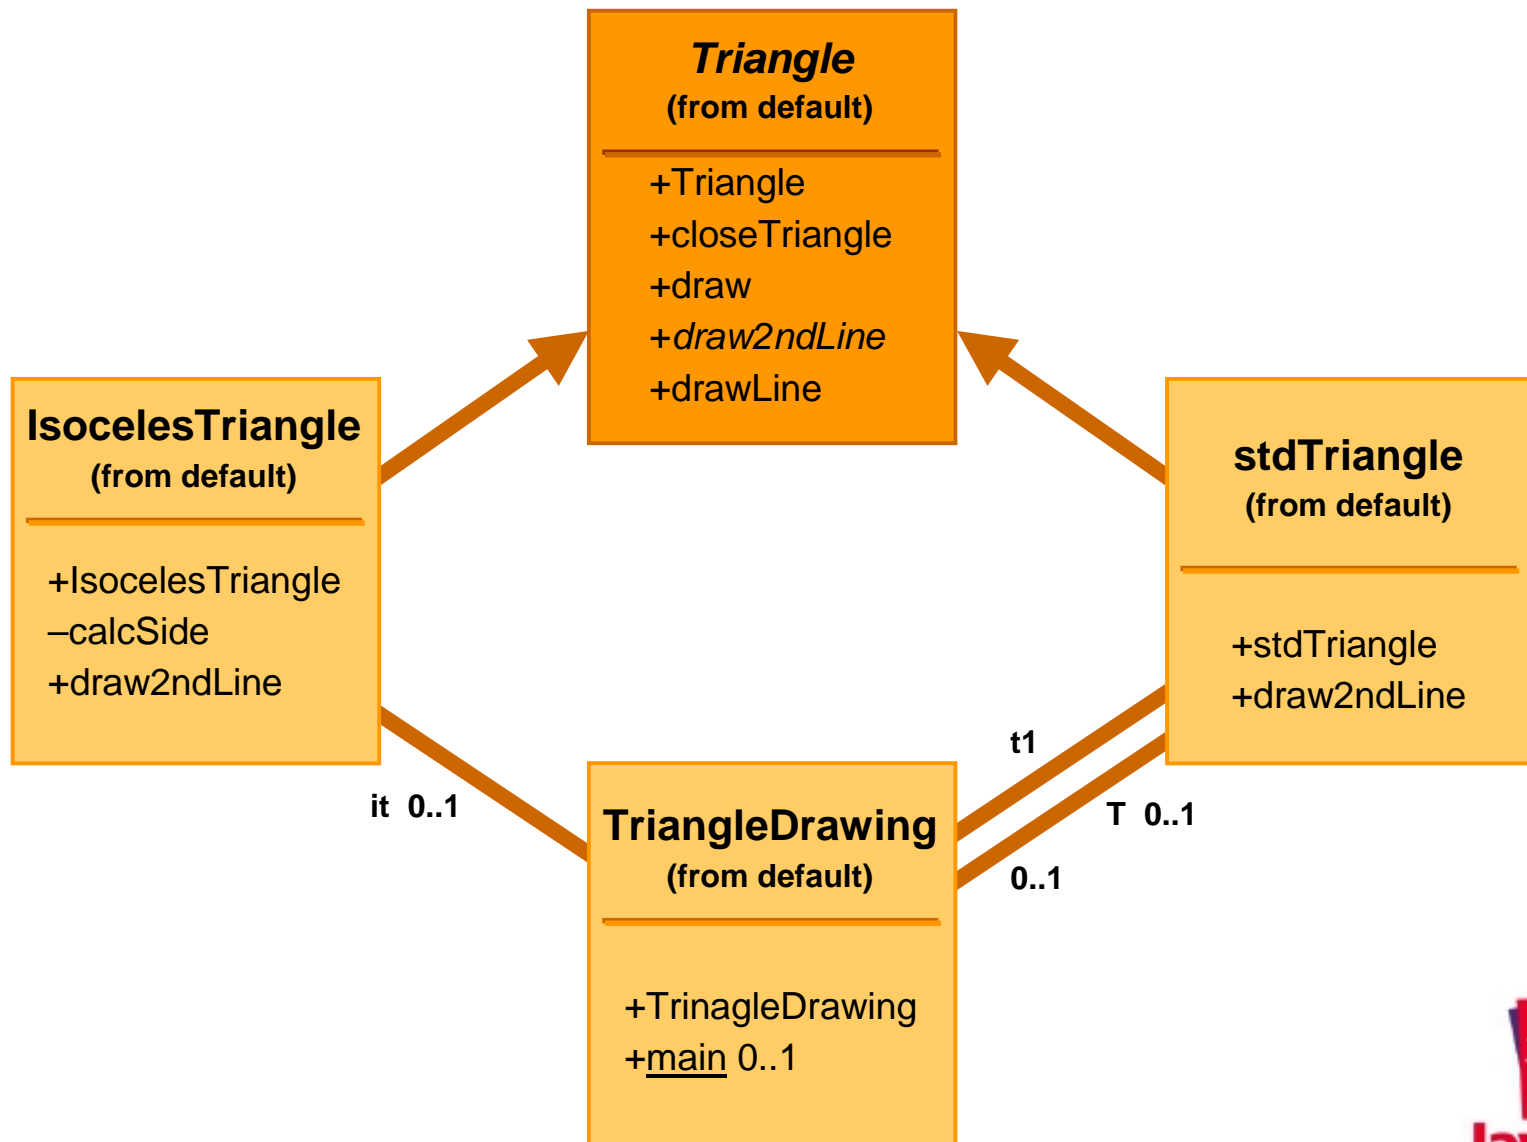 Triangle
(from default)
+Triangle
+closeTriangle
+draw
+draw2ndLine
+drawLine
IsocelesTriangle
(from default)
+IsocelesTriangle
–calcSide
+draw2ndLine
stdTriangle
(from default)
+stdTriangle
+draw2ndLine
it 0..1
t1
T 0..1
0..1
TriangleDrawing
(from default)
+TrinagleDrawing
+main 0..1